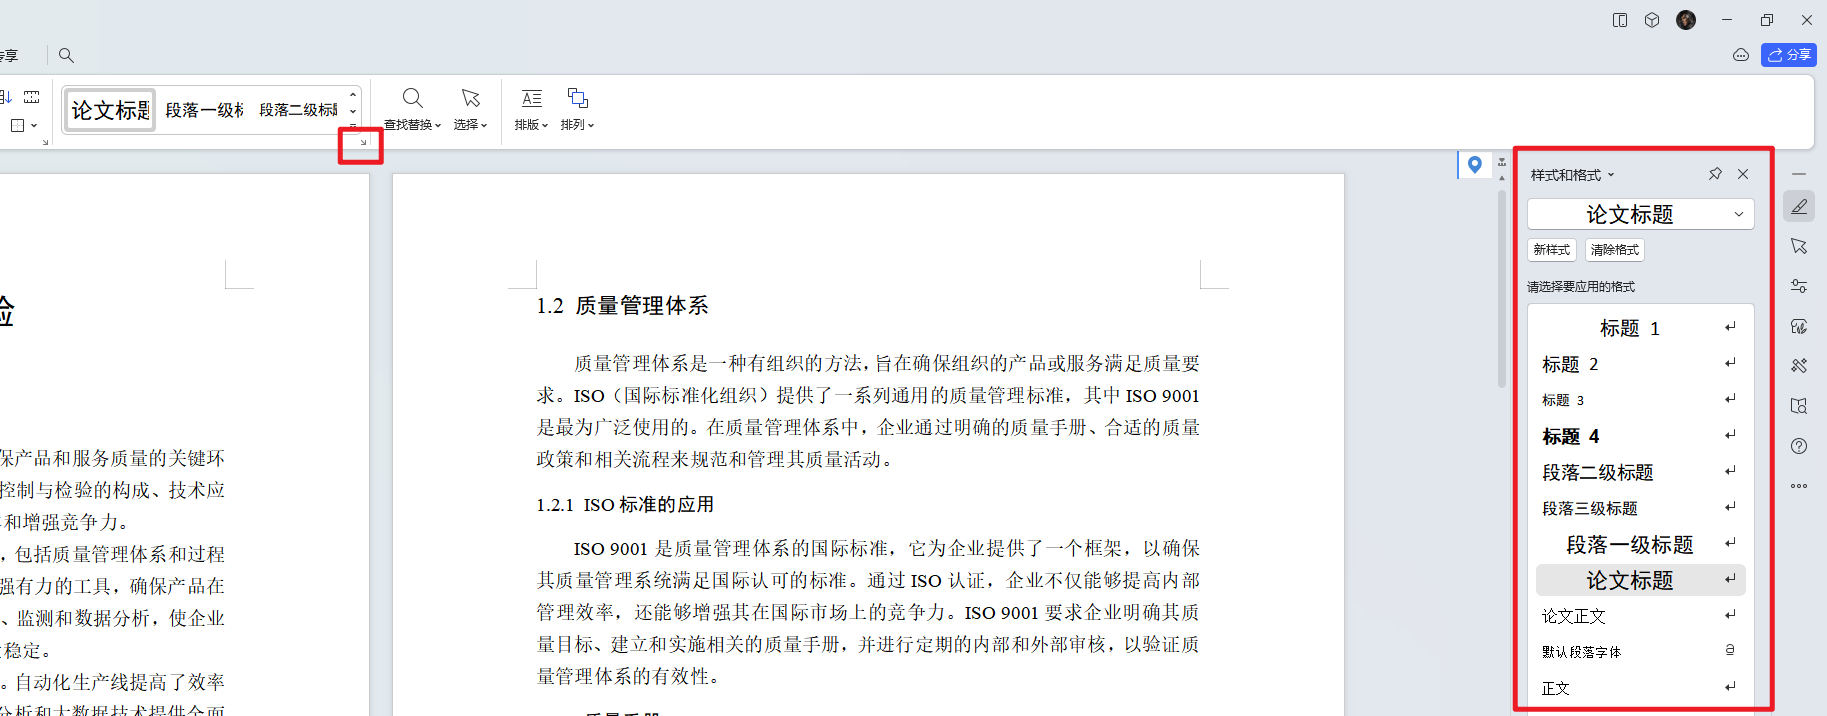 专享
分享
论文标题
段落一级标
段落二级标题
查找替换
选择
排版
排列
样式和格式
论文标题
新样式
清除格式
请选择要应用的格式
标题 1
标题 2
标题 3
标题 4
段落二级标题
段落三级标题
段落一级标题
论文标题
论文正文
默认段落字体
a
正文
验
保产品和服务质量的关键环
控制与检验的构成、技术应
和增强竞争力。
，包括质量管理体系和过程
强有力的工具，确保产品在
、监测和数据分析，使企业
稳定。
。自动化生产线提高了效率
分析和大数据技术提供全面
1.2 质量管理体系
质量管理体系是一种有组织的方法，旨在确保组织的产品或服务满足质量要
求。ISO（国际标准化组织）提供了一系列通用的质量管理标准，其中 ISO 9001
是最为广泛使用的。在质量管理体系中，企业通过明确的质量手册、合适的质量
政策和相关流程来规范和管理其质量活动。
1.2.1 ISO 标准的应用
ISO 9001 是质量管理体系的国际标准，它为企业提供了一个框架，以确保
其质量管理系统满足国际认可的标准。通过 ISO 认证，企业不仅能够提高内部
管理效率，还能够增强其在国际市场上的竞争力。ISO 9001 要求企业明确其质
量目标、建立和实施相关的质量手册，并进行定期的内部和外部审核，以验证质
量管理体系的有效性。
质量手册